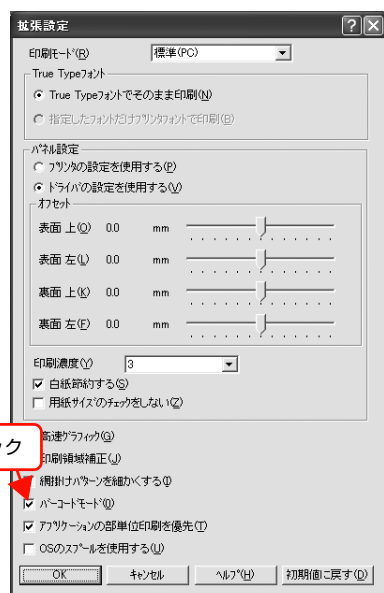 拡張設定
印刷モード(R) 標準(PC)
True Typeフォント
True Typeフォントでそのまま印刷(N)
指定したフォントだけプリンタフォントで印刷(B)
パネル設定
プリンタの設定を使用する(P)
ドライバの設定を使用する(V)
オフセット
表面 上(O) 0.0 mm
表面 左(L) 0.0 mm
裏面 上(K) 0.0 mm
裏面 左(F) 0.0 mm
印刷濃度(Y) 3
白紙節約する(S)
用紙サイズのチェックをしない(Z)
高速グラフィック(G)
ック
印刷領域補正(J)
網掛けパターンを細かくする(I)
バーコードモード(0)
アプリケーションの部単位印刷を優先(T)
OSのスプールを使用する(U)
OK キャンセル ヘルプ(H) 初期値に戻す(D)